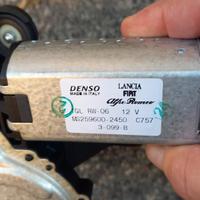 DENSO
MADE IN ITALY
LANCIA
FIAT
Alfa Romeo
GL RW-06 12 V
MS259600-2450 C757
3-099-B